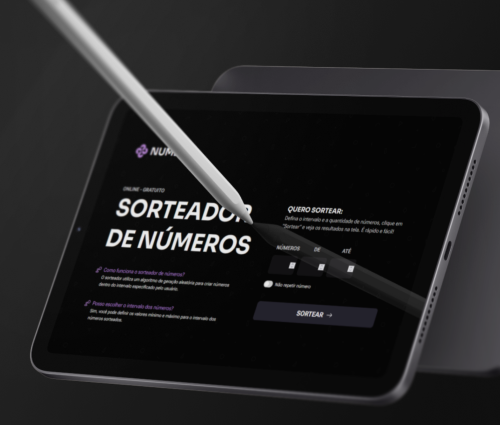 NUM
ONLINE - GRATUITO
SORTEADOR
DE NÚMEROS
Como funciona o sorteador de números?
O sorteador utiliza um algoritmo de geração aleatória para criar números
dentro do intervalo especificado pelo usuário.
Posso escolher o intervalo dos números?
Sim, você pode definir os valores mínimo e máximo para o intervalo dos
números sorteados.
QUERO SORTEAR:
Defina o intervalo e a quantidade de números, clique em
"Sortear" e veja os resultados na tela. É rápido e fácil!
NÚMEROS DE ATÉ
Não repetir número
SORTEAR →